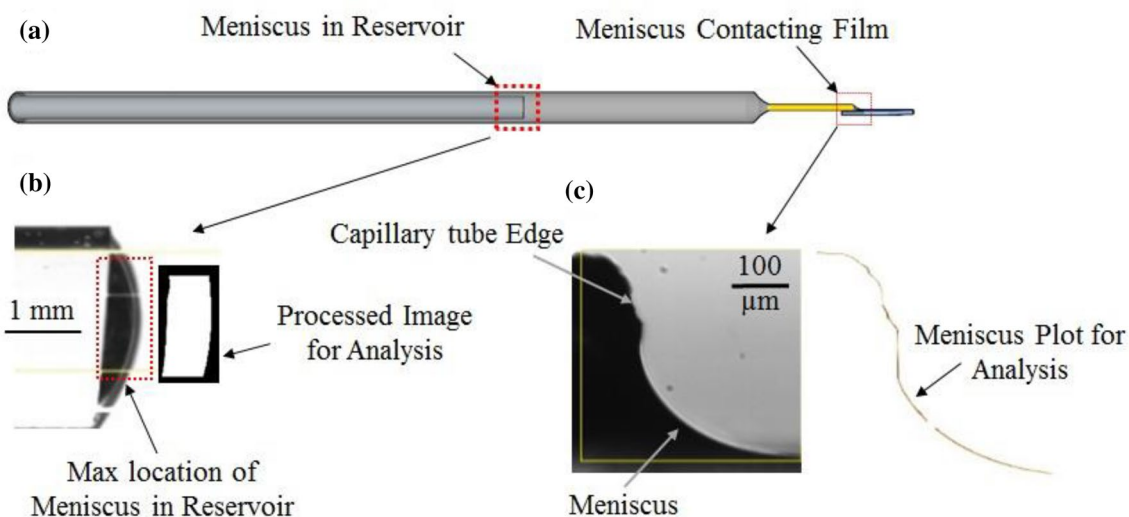 (a)
Meniscus in Reservoir
Meniscus Contacting Film
(b)
1 mm
Processed Image
for Analysis
Max location of
Meniscus in Reservoir
(c)
Capillary tube Edge
100
µm
Meniscus
Meniscus Plot for
Analysis